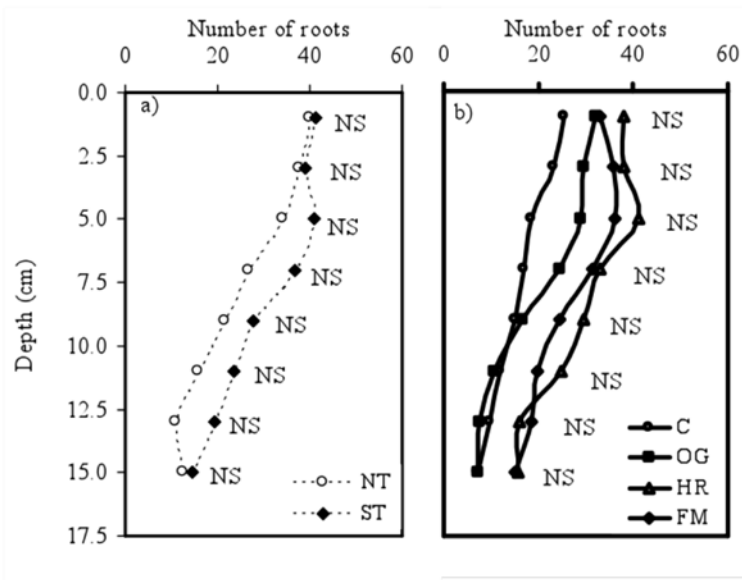 Number of roots
0 20 40 60
Number of roots
0 20 40 60
Depth (cm)
0.0
2.5
5.0
7.5
10.0
12.5
15.0
17.5
a)
NS
NS
NS
NS
NS
NS
NS
NS
NT
ST
b)
NS
NS
NS
NS
NS
NS
NS
NS
C
OG
HR
FM